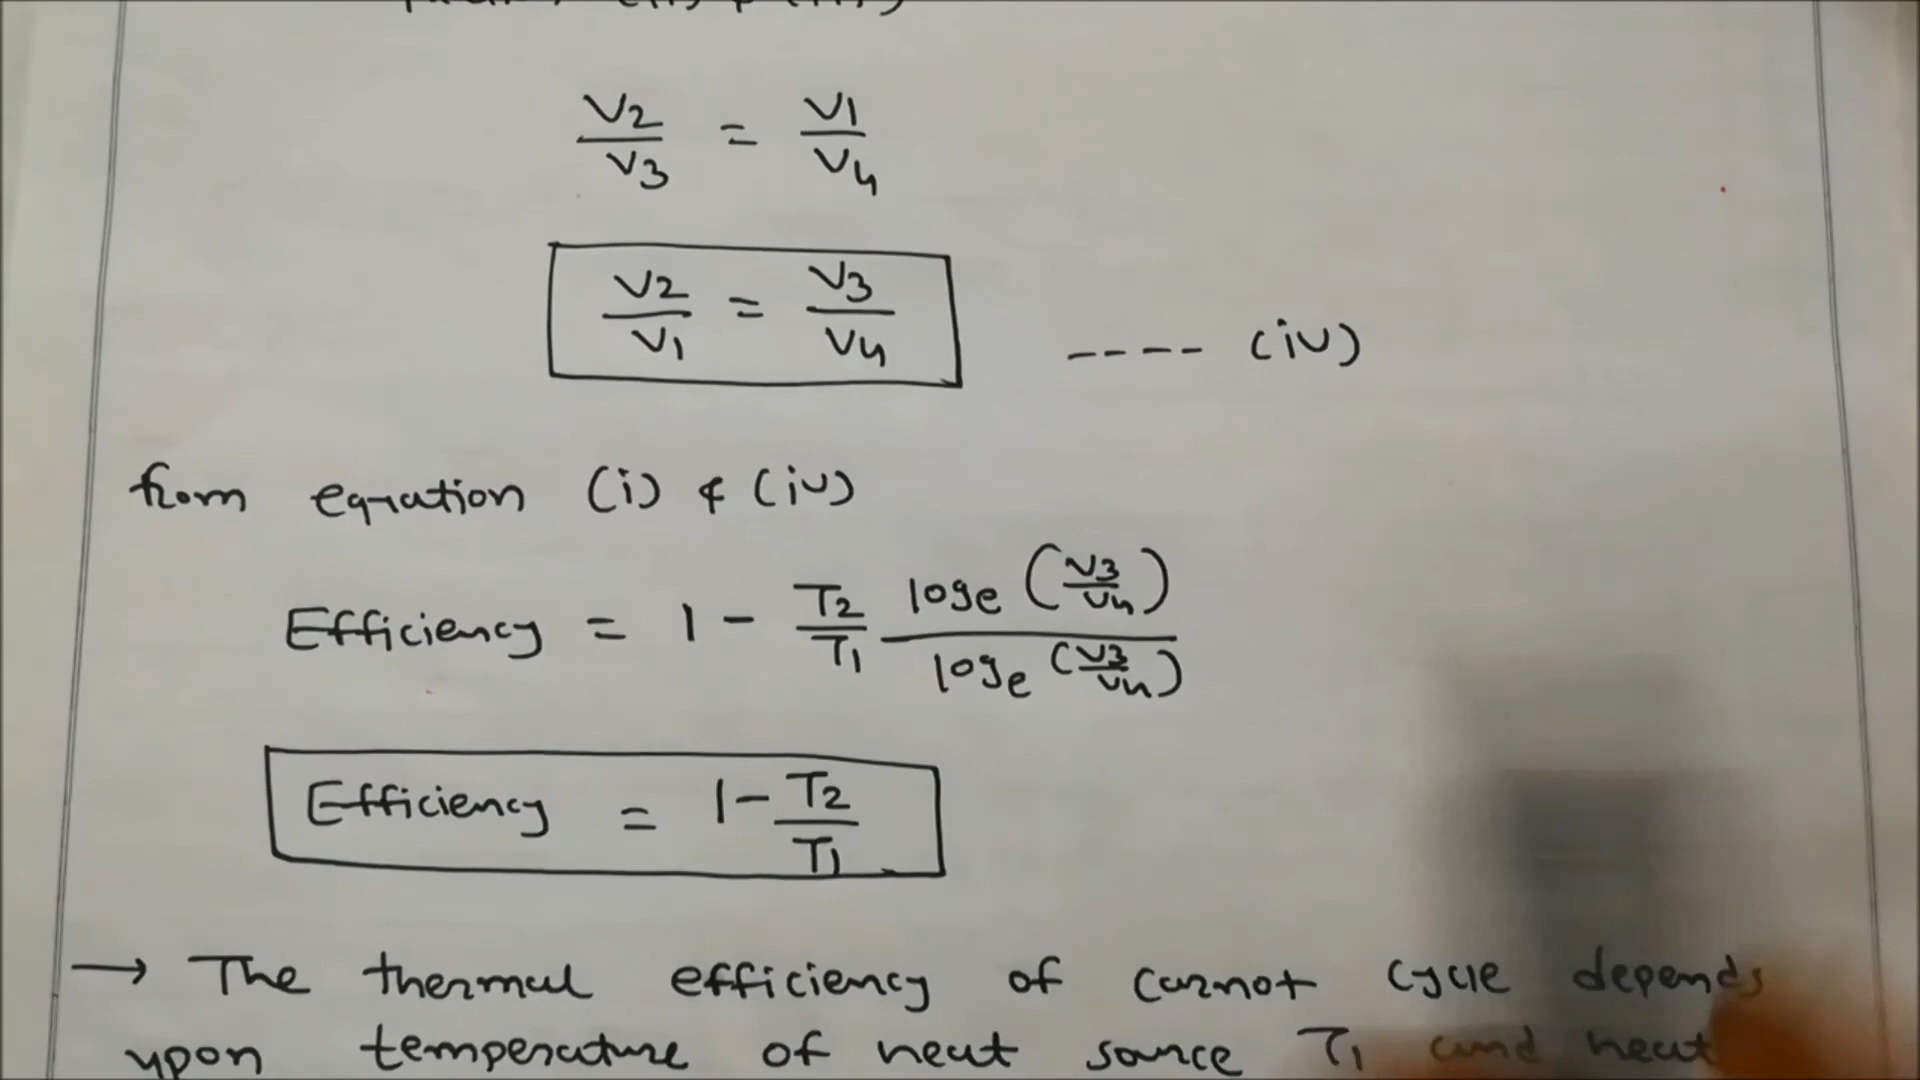 V2/V3 = V1/V4
V2/V1 = V3/V4 ---- (iv)
from equation (i) & (iv)
Efficiency = 1 - T2/T1 loge (V3/V4) / loge (V3/V4)
Efficiency = 1 - T2/T1
→ The thermal efficiency of carnot cycle depends
upon temperature of heat source T1 and heat